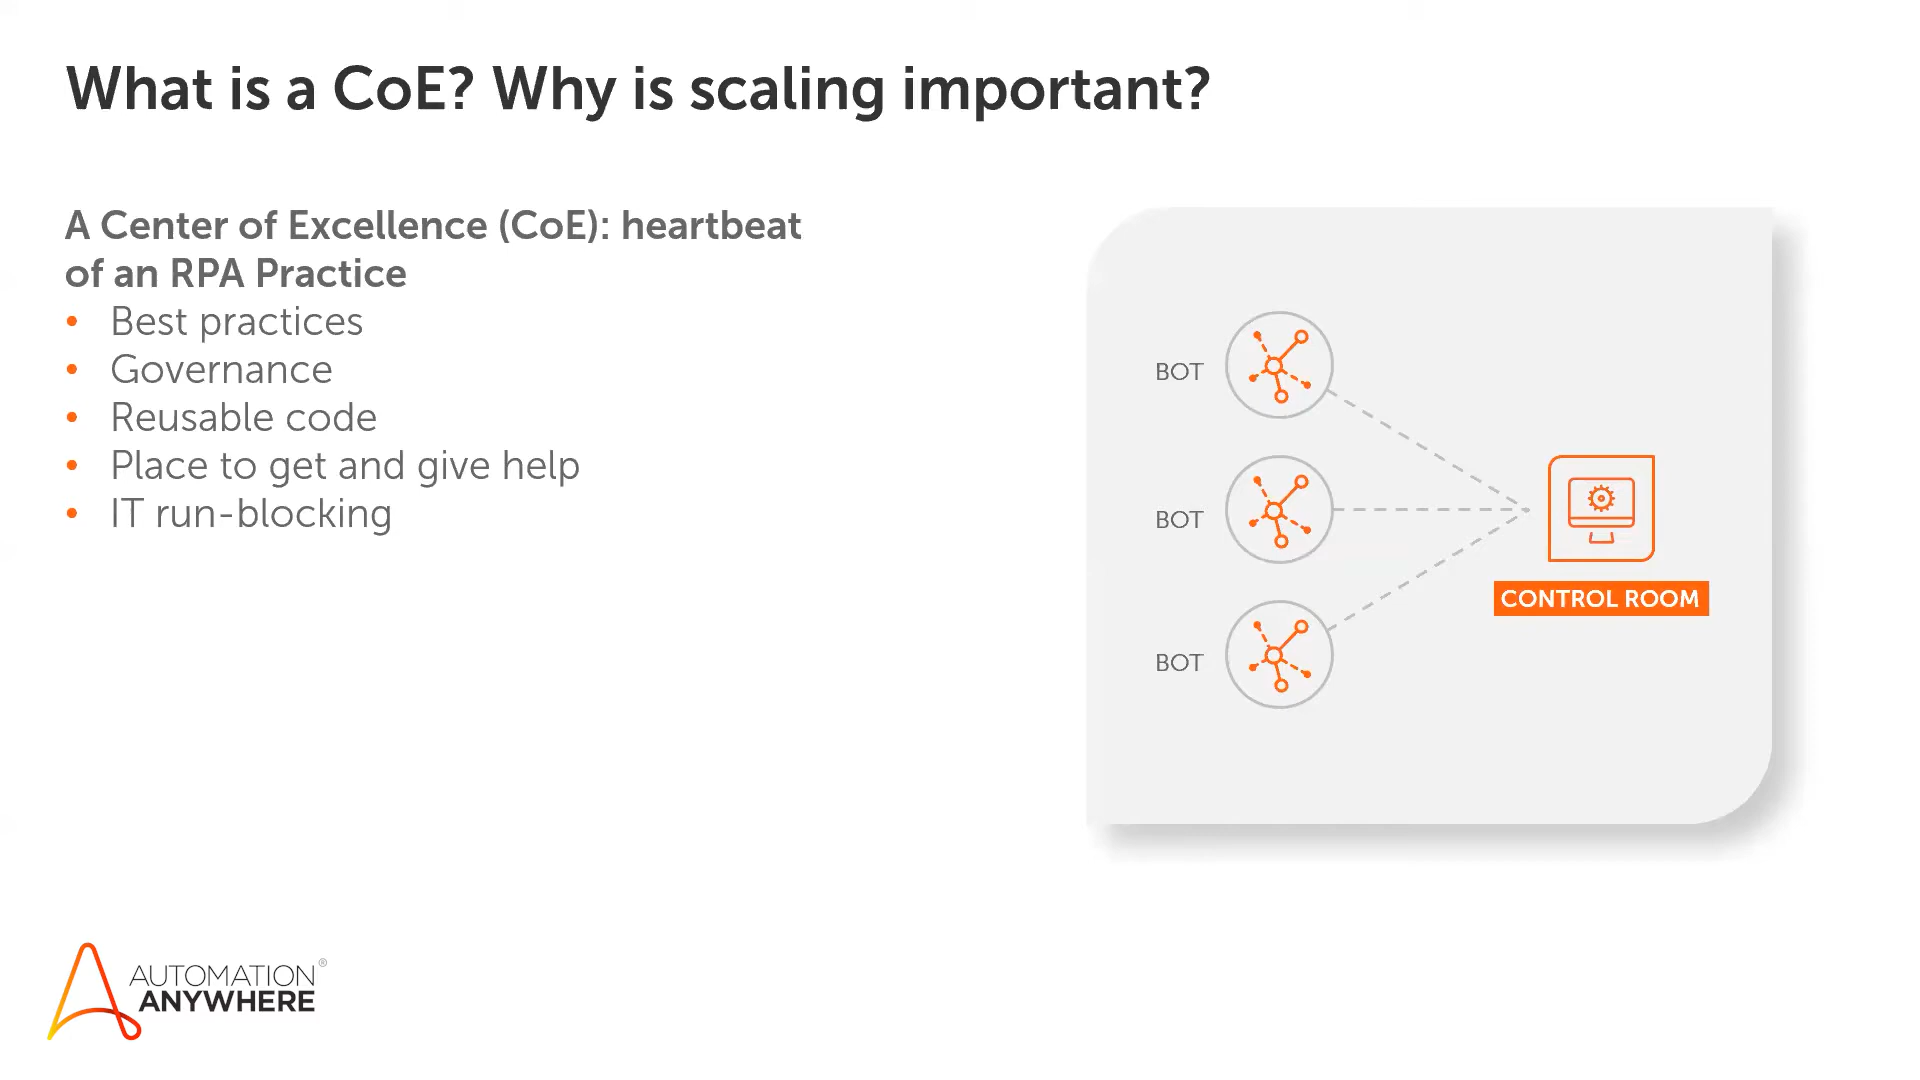 What is a CoE? Why is scaling important?
A Center of Excellence (CoE): heartbeat
of an RPA Practice
• Best practices
• Governance
• Reusable code
• Place to get and give help
• IT run-blocking
BOT
BOT
BOT
CONTROL ROOM
AUTOMATION®
ANYWHERE